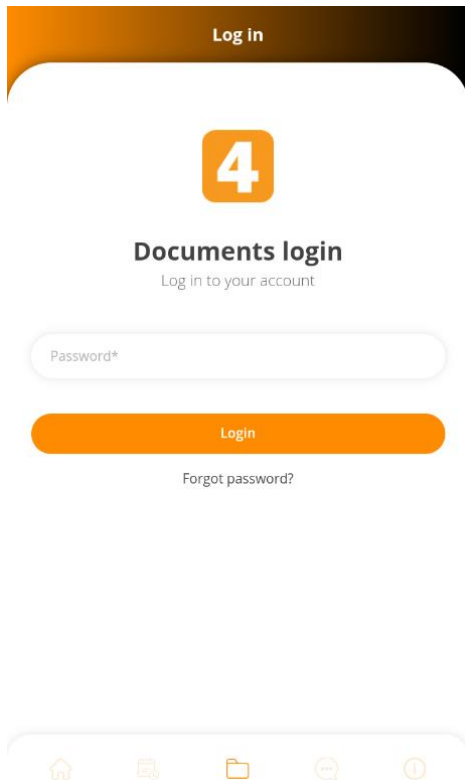 Log in
4
Documents login
Log in to your account
Password*
Login
Forgot password?